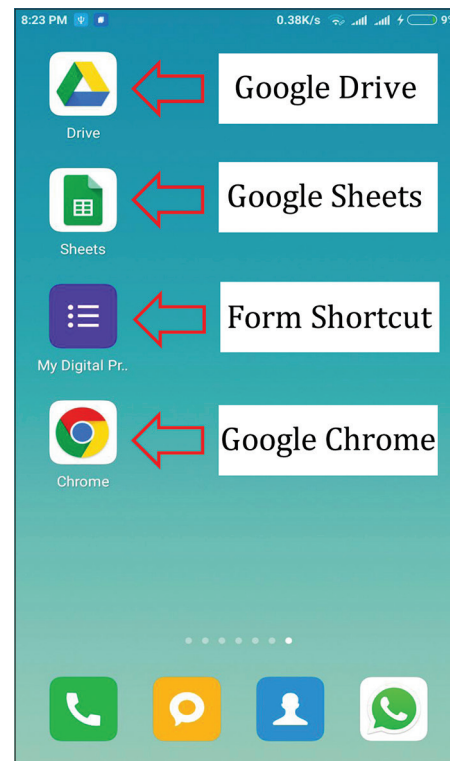 8:23 PM 0.38K/s 9%
Google Drive
Drive
Google Sheets
Sheets
Form Shortcut
My Digital Pr..
Google Chrome
Chrome